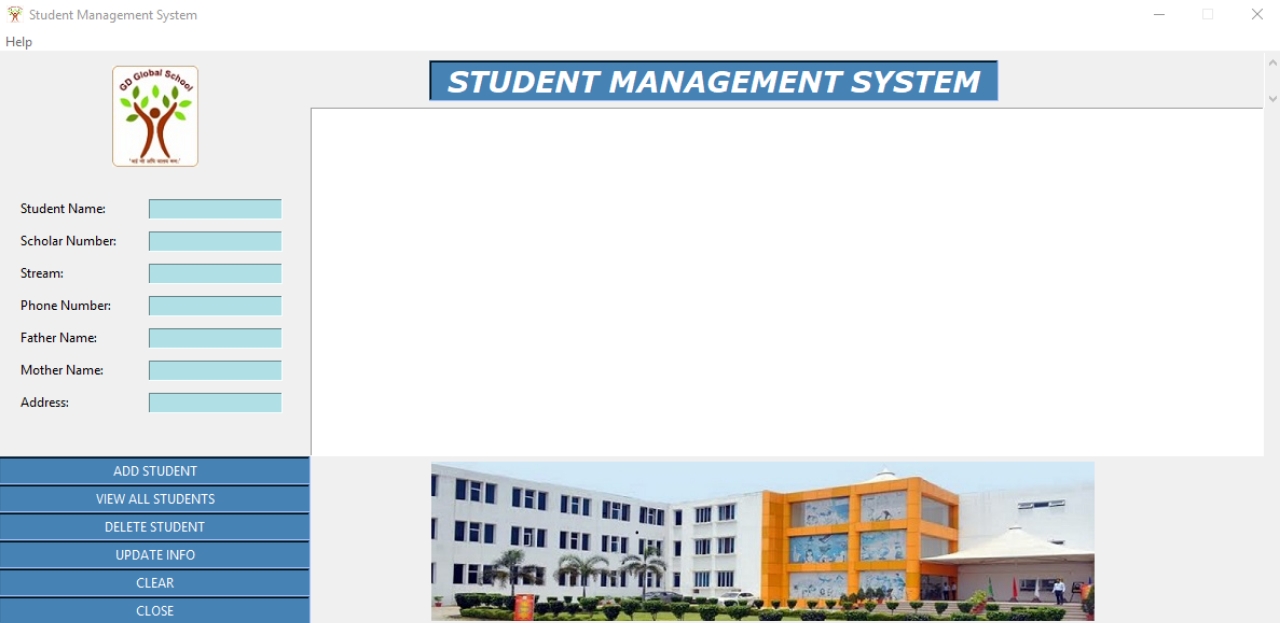 Student Management System
Help
GD Global School
STUDENT MANAGEMENT SYSTEM
Student Name:
Scholar Number:
Stream:
Phone Number:
Father Name:
Mother Name:
Address:
ADD STUDENT
VIEW ALL STUDENTS
DELETE STUDENT
UPDATE INFO
CLEAR
CLOSE